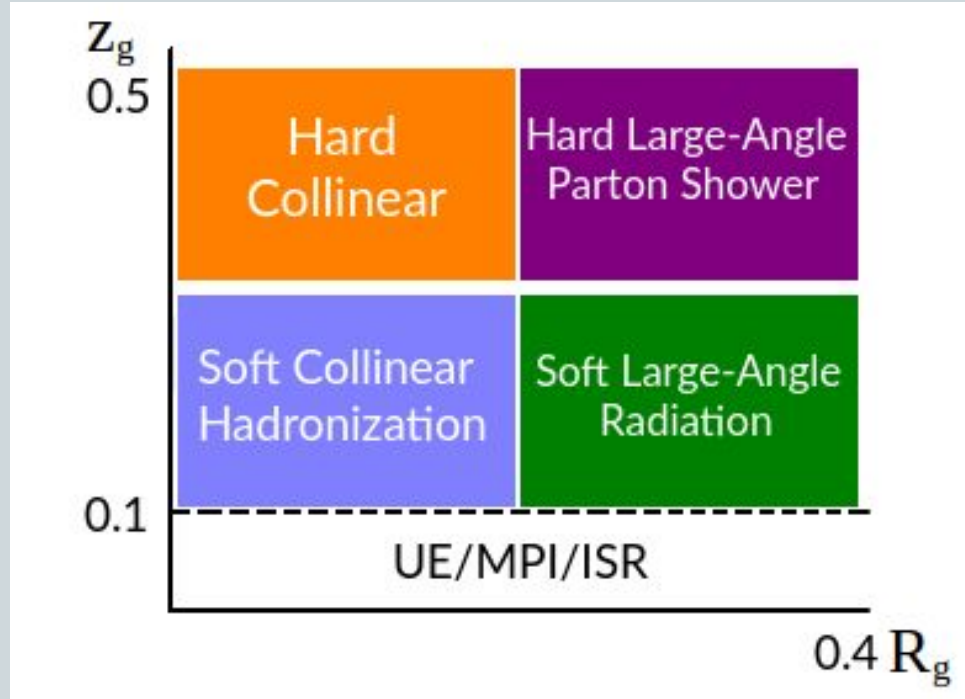 Zg
0.5
Hard
Collinear
Hard Large-Angle
Parton Shower
Soft Collinear
Hadronization
Soft Large-Angle
Radiation
0.1
UE/MPI/ISR
0.4 Rg